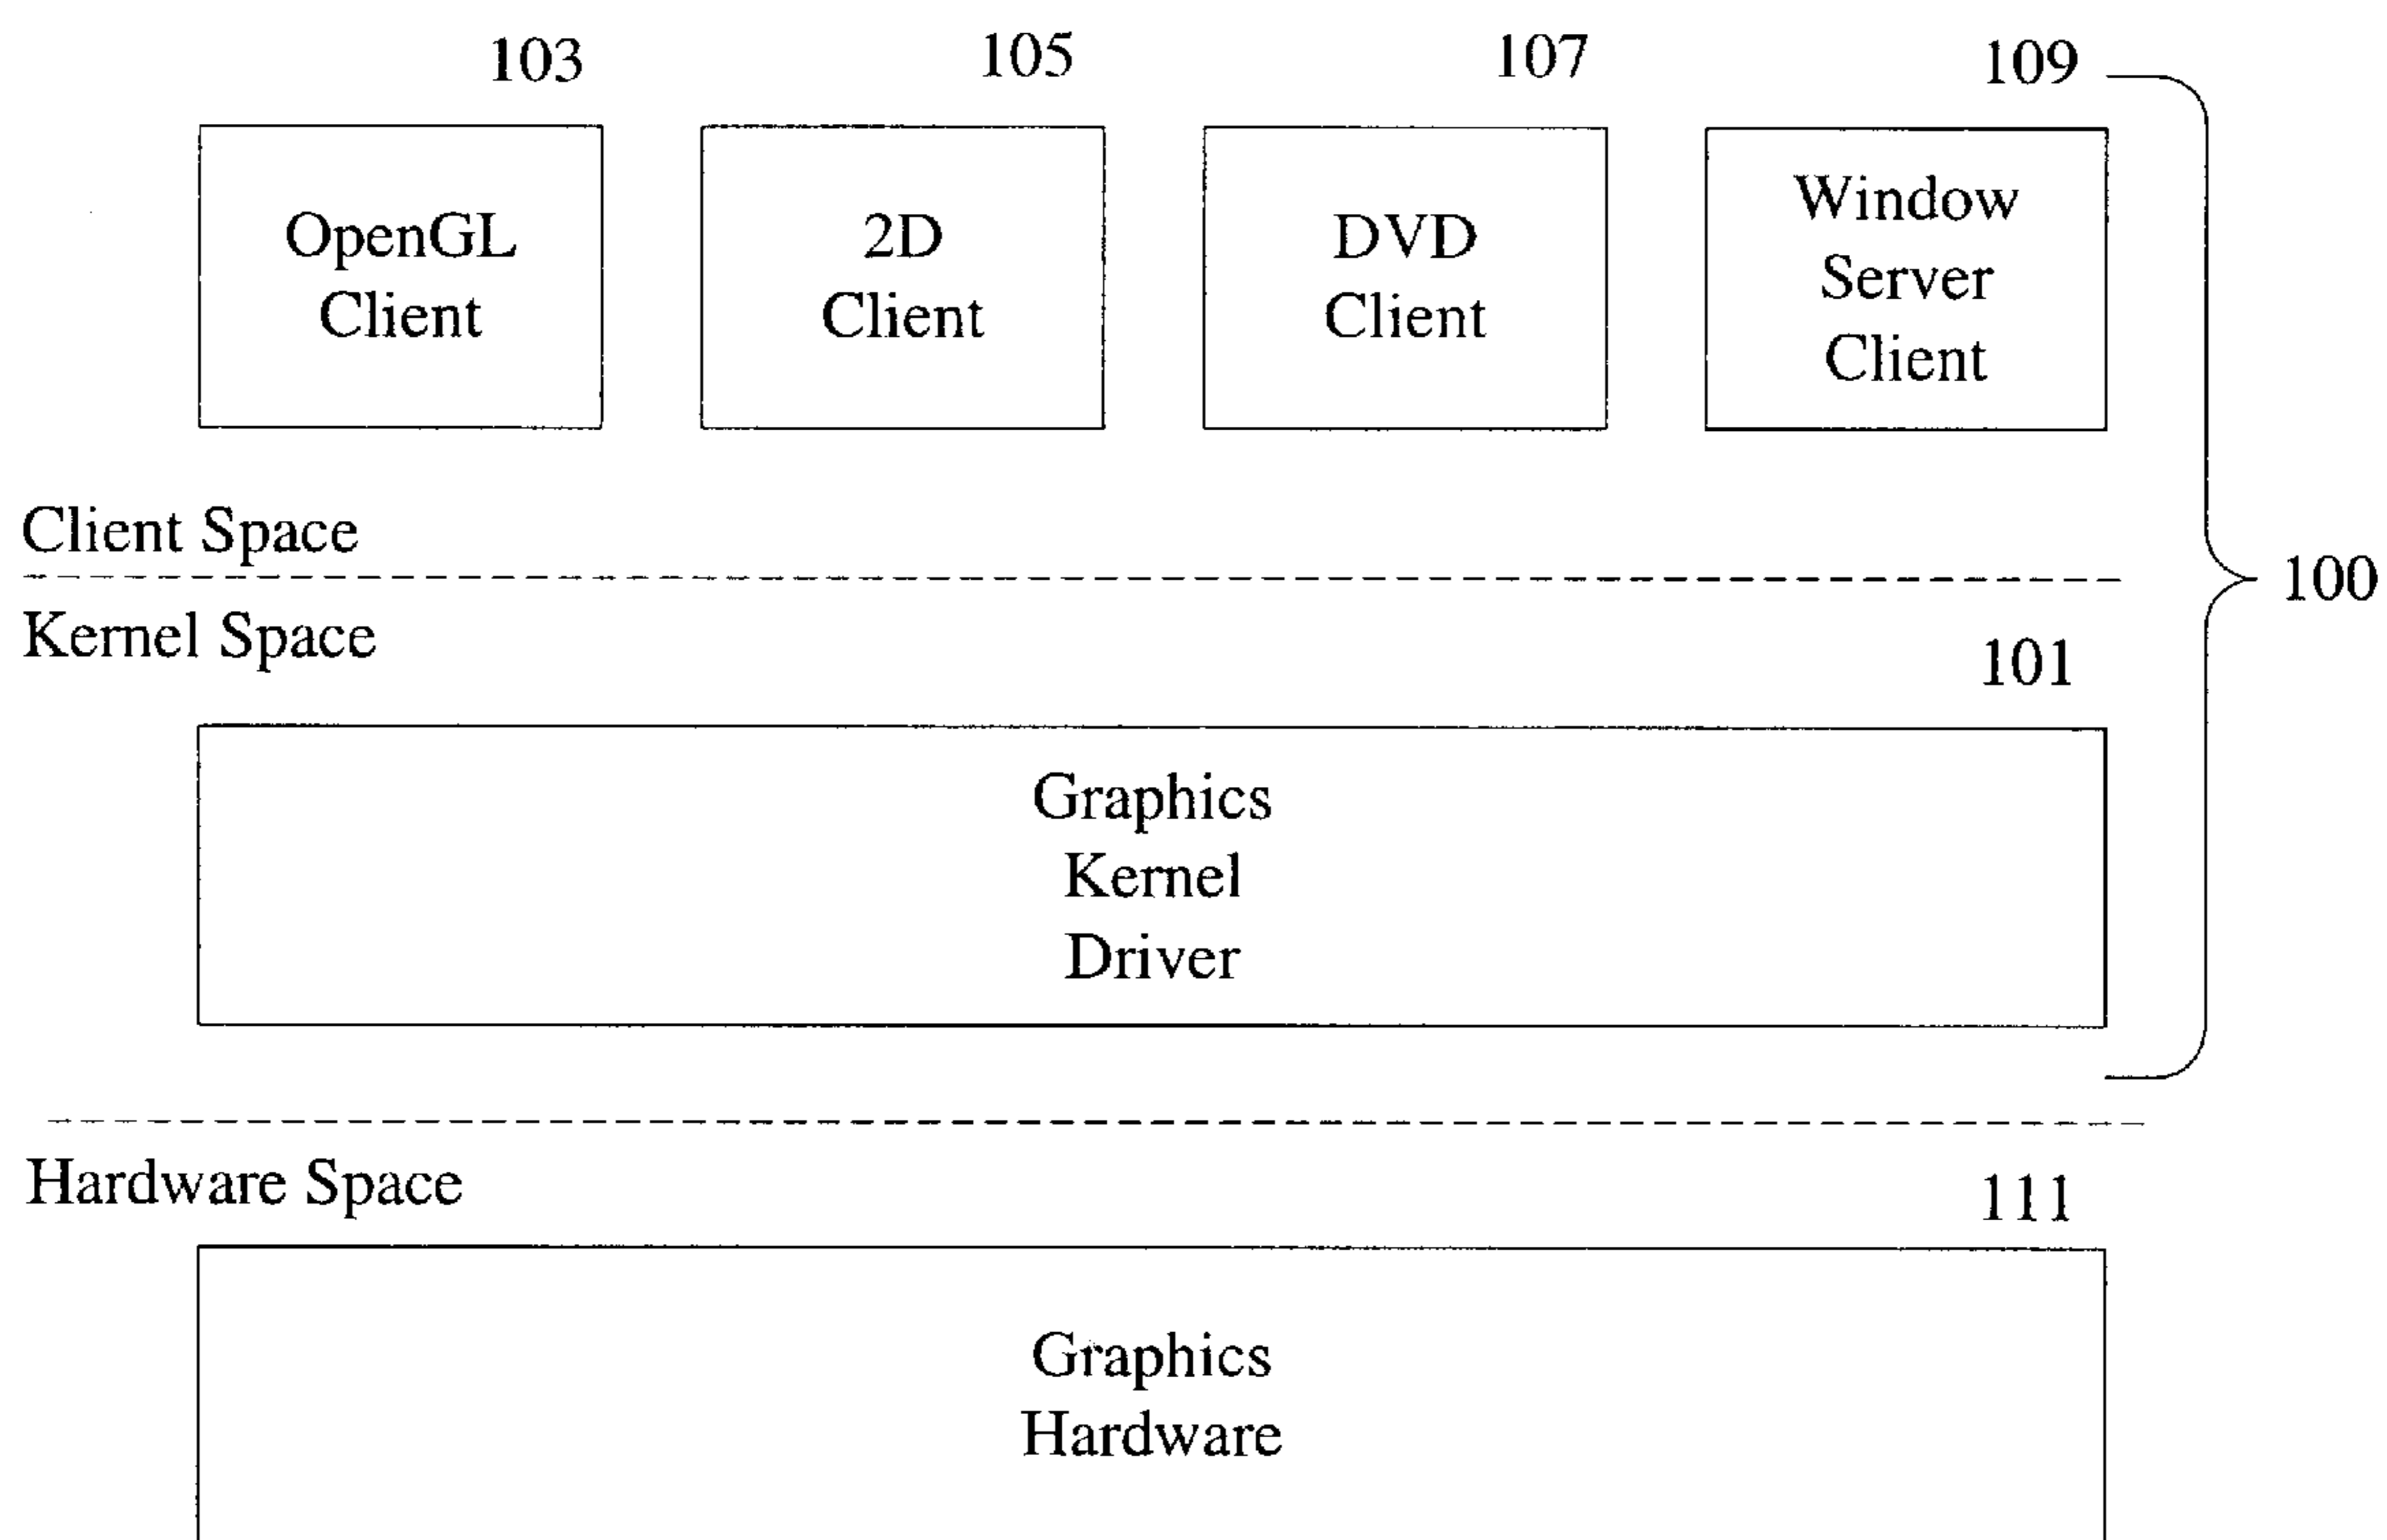 103 105 107 109
OpenGL
Client
2D
Client
DVD
Client
Window
Server
Client
Client Space
100
Kernel Space
101
Graphics
Kernel
Driver
Hardware Space
111
Graphics
Hardware